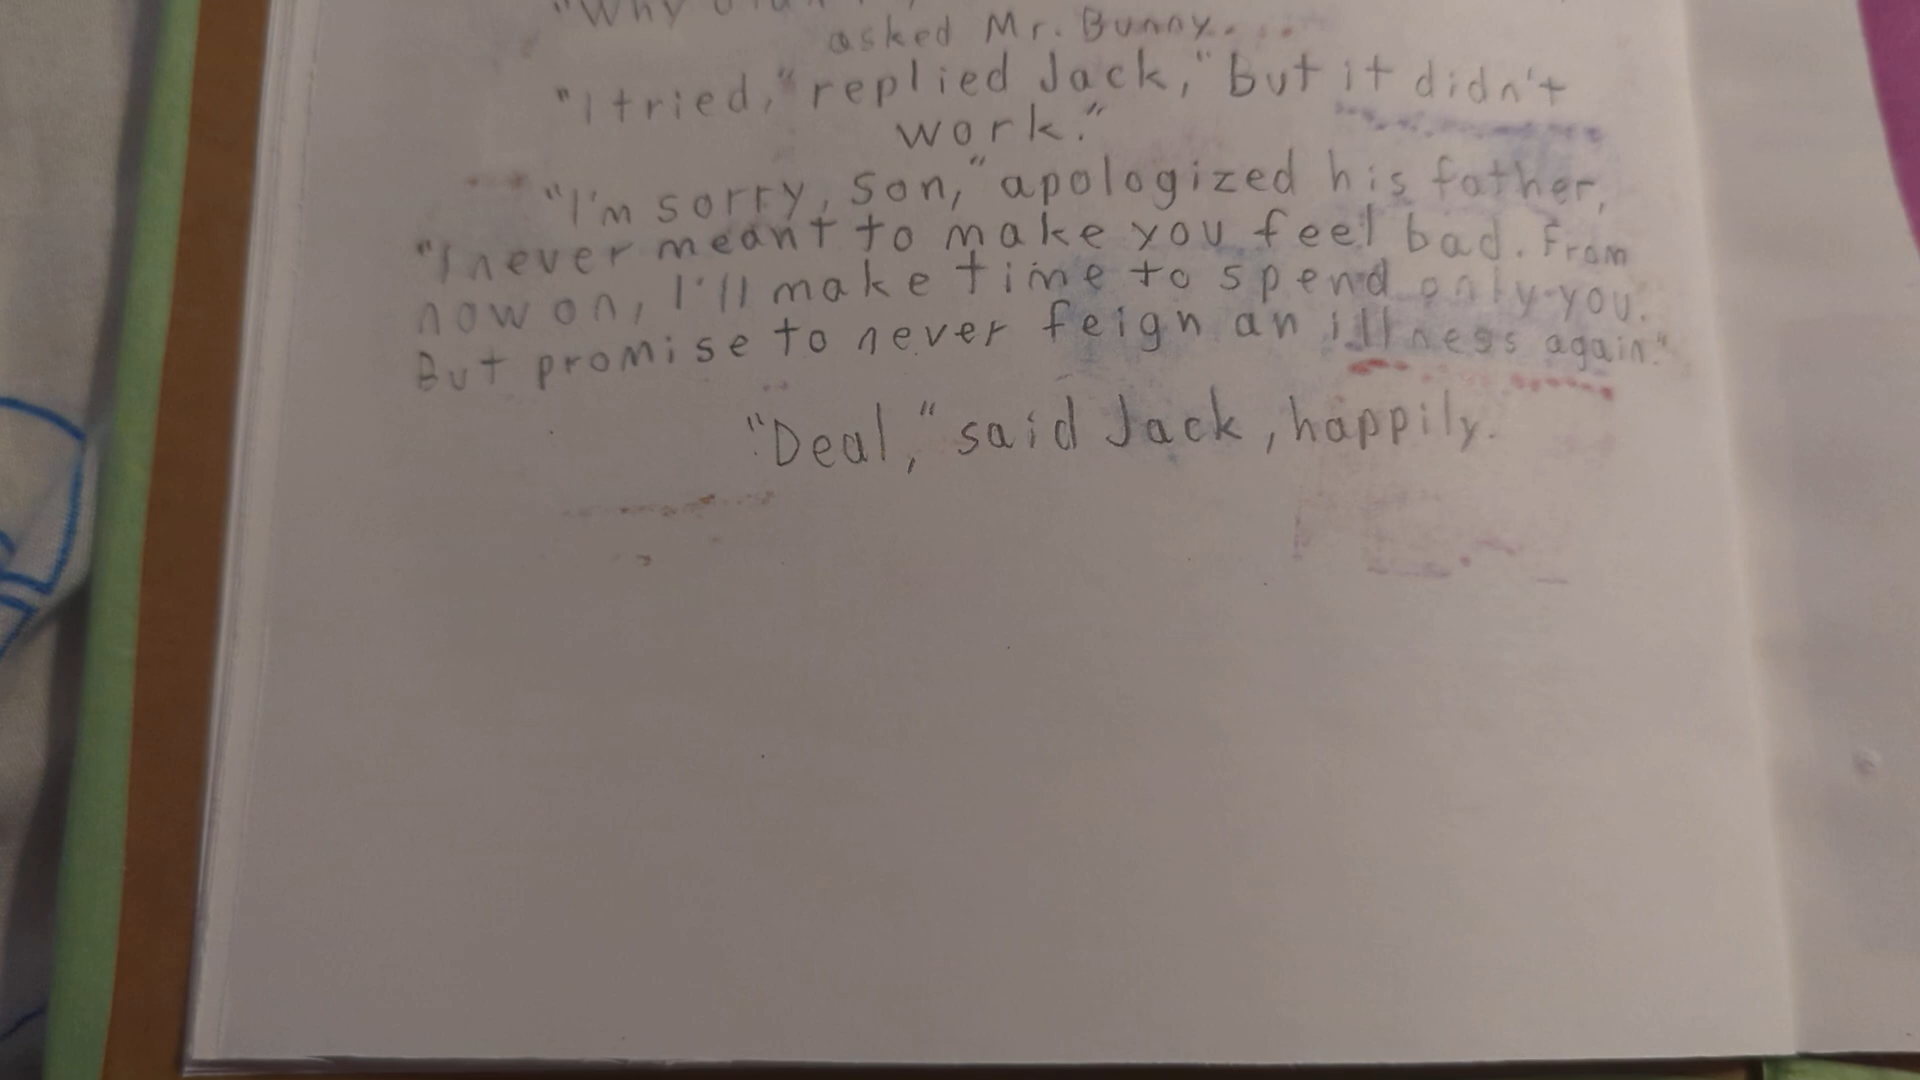 "Why
asked Mr. Bunny.
"I tried," replied Jack, "But it didn't
work."
"I'm sorry, son," apologized his father,
"I never meant to make you feel bad. From
now on, I'll make time to spend only you.
But promise to never feign an illness again."
"Deal," said Jack, happily.